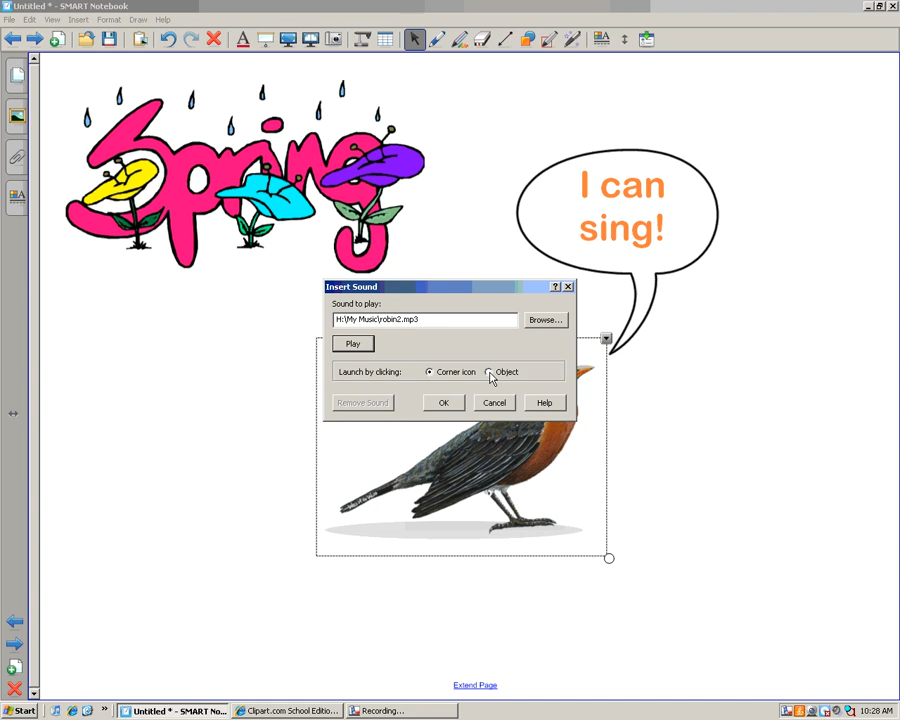 Untitled * - SMART Notebook
File Edit View Insert Format Draw Help
Spring
I can
sing!
Insert Sound
Sound to play:
H:\My Music\robin2.mp3
Browse...
Play
Launch by clicking: Corner icon Object
Remove Sound OK Cancel Help
Extend Page
Start Untitled * - SMART No... Clipart.com School Editio... Recording... 10:28 AM